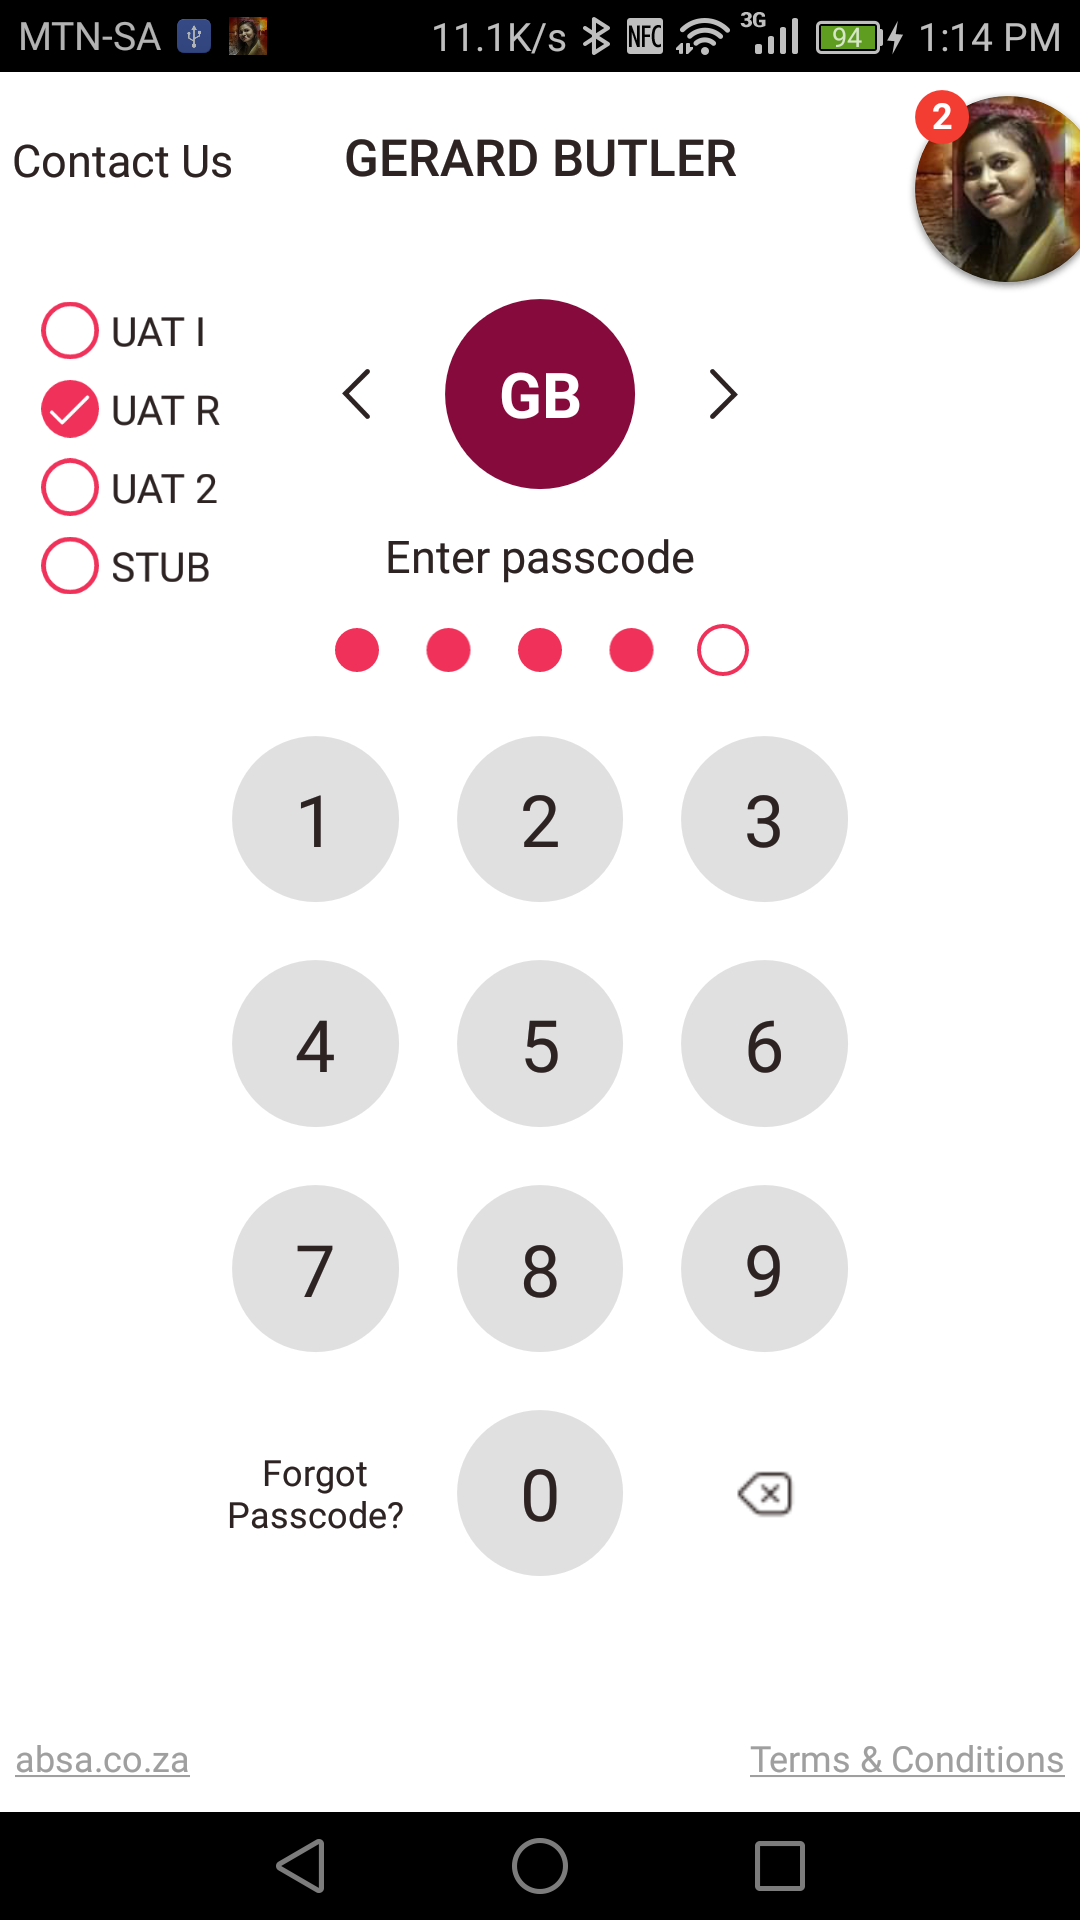 MTN-SA 11.1K/s NFC 3G 94 1:14 PM
2
Contact Us GERARD BUTLER
UAT I
UAT R
UAT 2
STUB
GB
Enter passcode
1 2 3
4 5 6
7 8 9
Forgot
Passcode?
0
absa.co.za Terms & Conditions